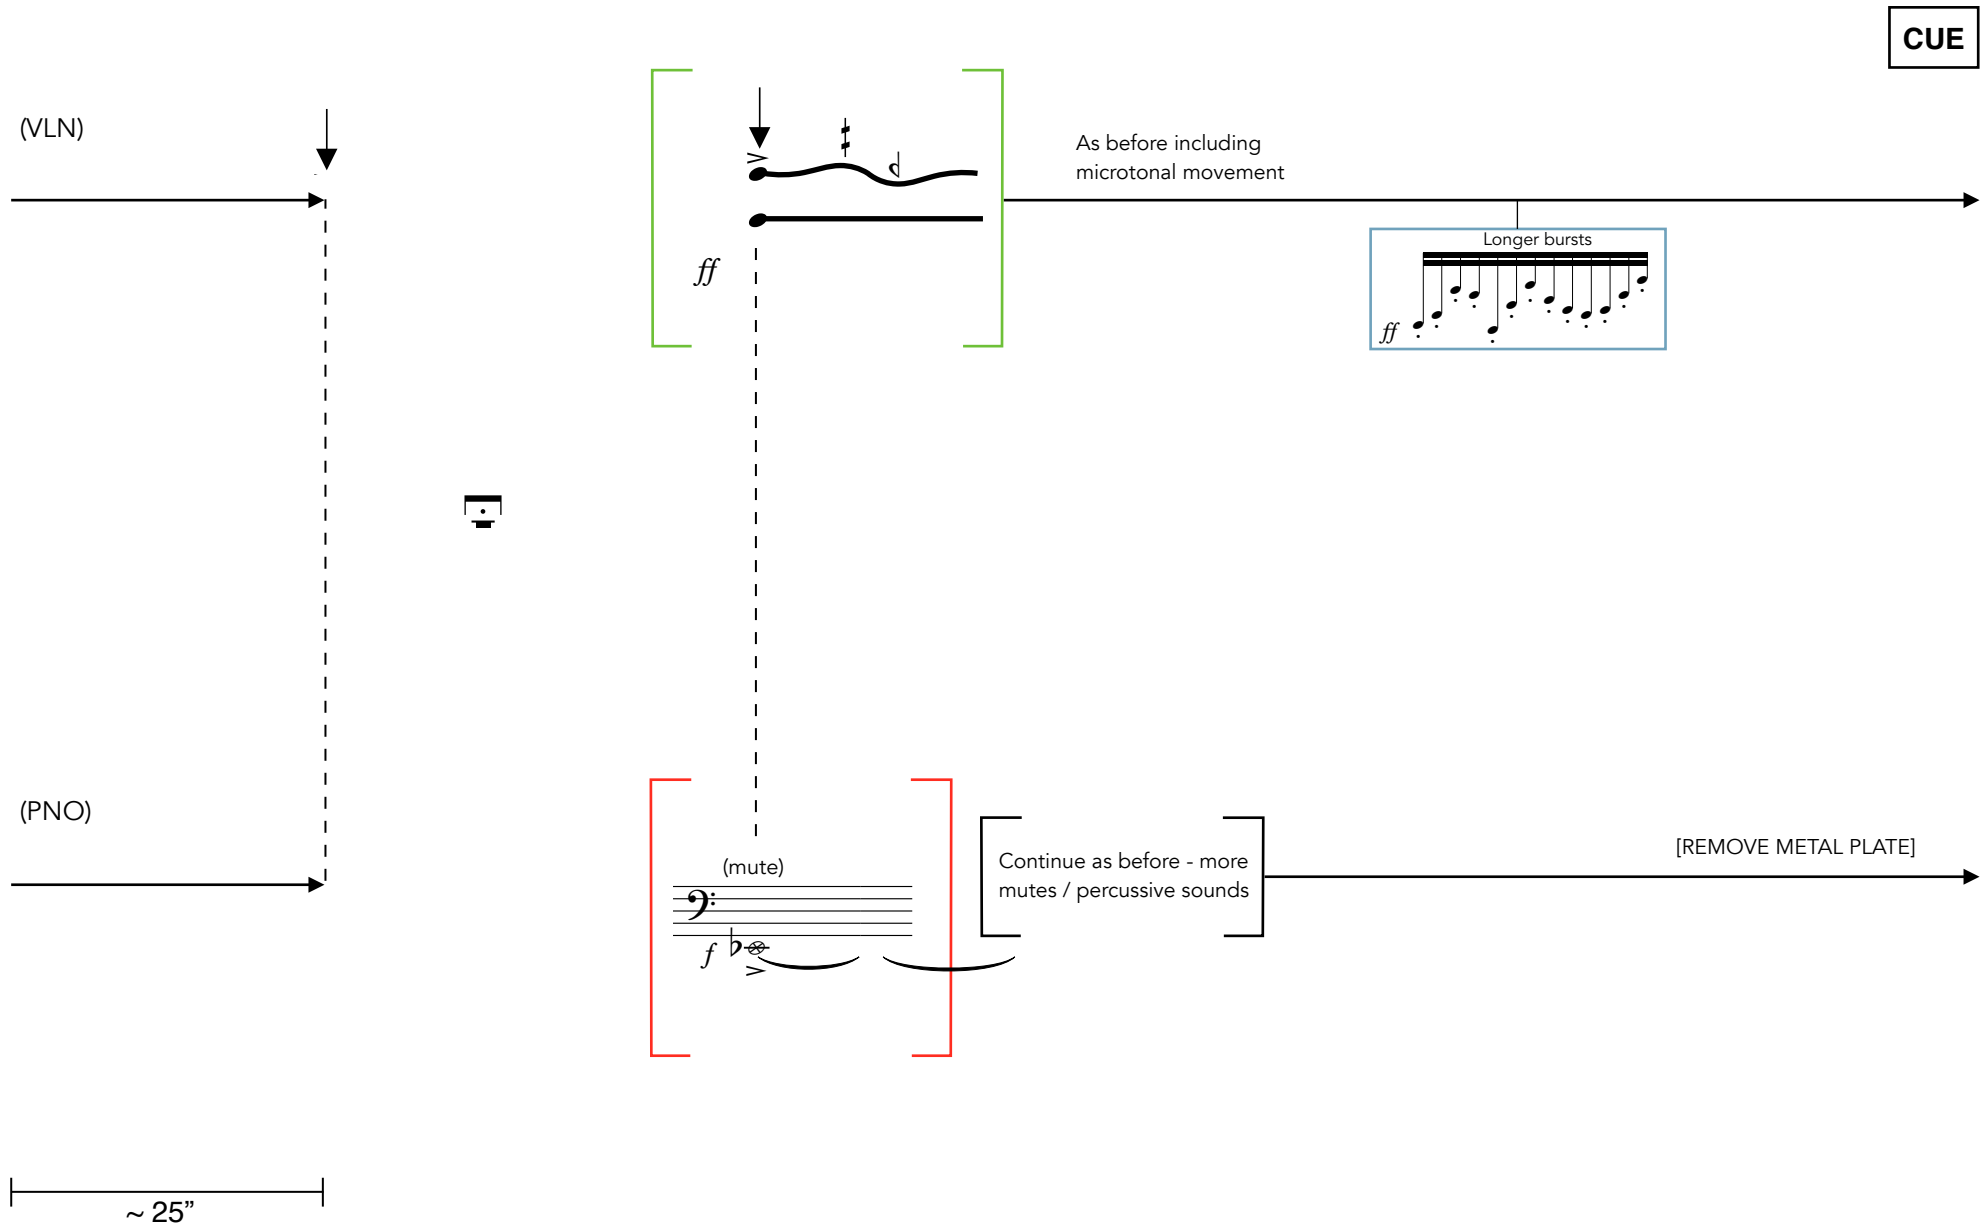 CUE
(VLN)
As before including
microtonal movement
Longer bursts
ff
ff
(PNO)
(mute)
f
Continue as before - more
mutes / percussive sounds
[REMOVE METAL PLATE]
~ 25”